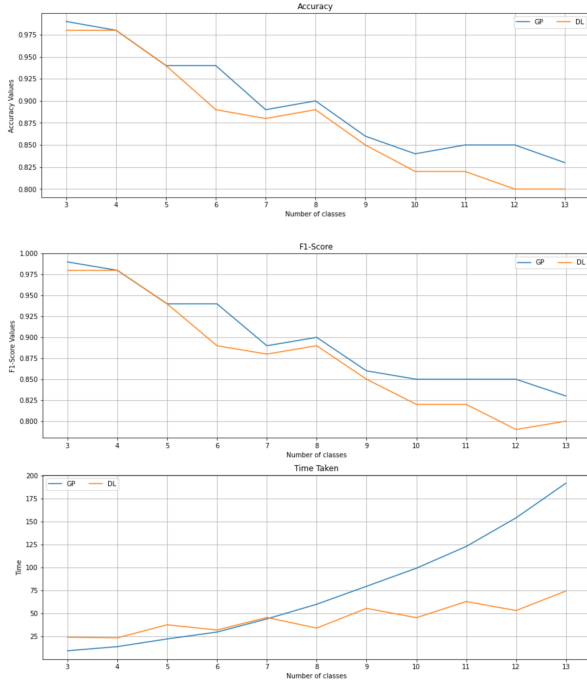 Accuracy
GP DL
0.975
0.950
0.925
0.900
0.875
0.850
0.825
0.800
Accuracy Values
3 4 5 6 7 8 9 10 11 12 13
Number of classes
F1-Score
GP DL
1.000
0.975
0.950
0.925
0.900
0.875
0.850
0.825
0.800
F1-Score Values
3 4 5 6 7 8 9 10 11 12 13
Number of classes
Time Taken
GP DL
200
175
150
125
100
75
50
25
Time
3 4 5 6 7 8 9 10 11 12 13
Number of classes